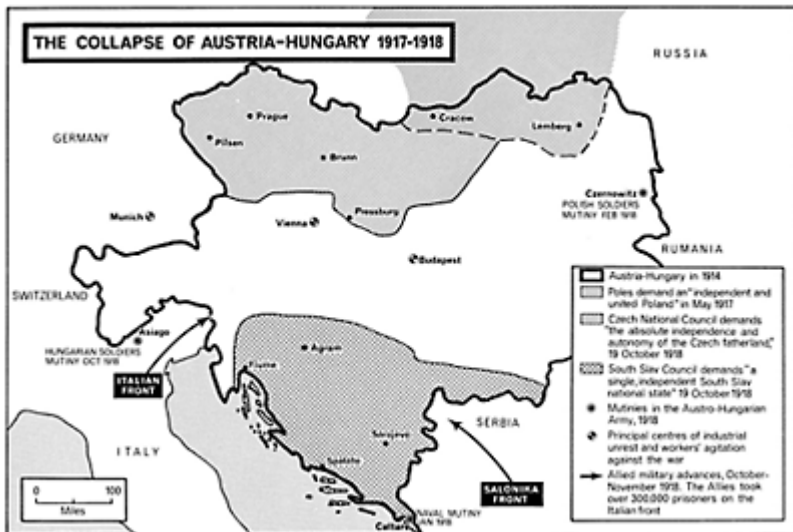 THE COLLAPSE OF AUSTRIA-HUNGARY 1917-1918
RUSSIA
GERMANY
Prague
Pilsen
Brunn
Cracow
Lemberg
Czernowitz
POLISH SOLDIERS
MUTINY FEB 1918
Munich
Vienna
Pressburg
Budapest
RUMANIA
SWITZERLAND
Asiago
HUNGARIAN SOLDIERS
MUTINY OCT 1918
ITALIAN
FRONT
Agram
Fiume
ITALY
Sarajevo
Spalato
SERBIA
SALONIKA
FRONT
NAVAL MUTINY
JAN 1918
Cattaro
0 100
Miles
Austria-Hungary in 1914
Poles demand an "independent and
united Poland" in May 1917
Czech National Council demands
"the absolute independence and
autonomy of the Czech fatherland,"
19 October 1918
South Slav Council demands "a
single, independent South Slav
national state" 19 October 1918
Mutinies in the Austro-Hungarian
Army, 1918
Principal centres of industrial
unrest and workers' agitation
against the war
Allied military advances, October-
November 1918. The Allies took
over 300,000 prisoners on the
Italian front